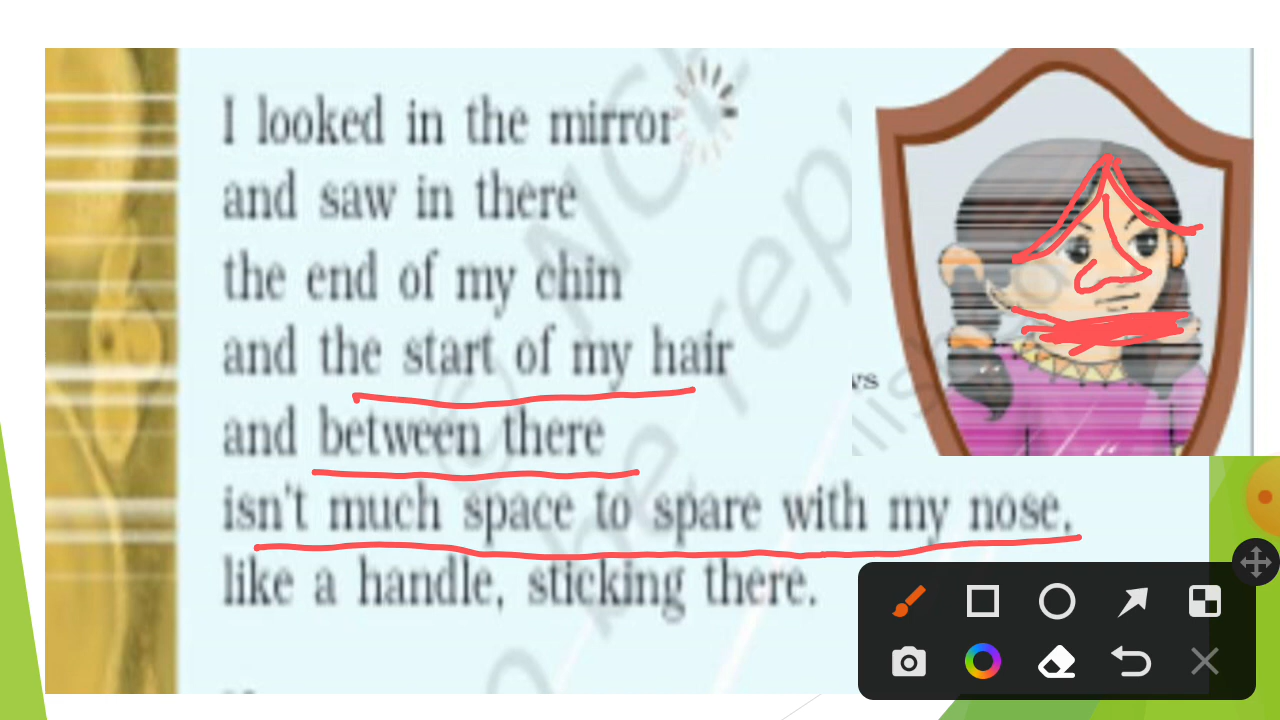 I looked in the mirror
and saw in there
the end of my chin
and the start of my hair
and between there
isn't much space to spare with my nose,
like a handle, sticking there.